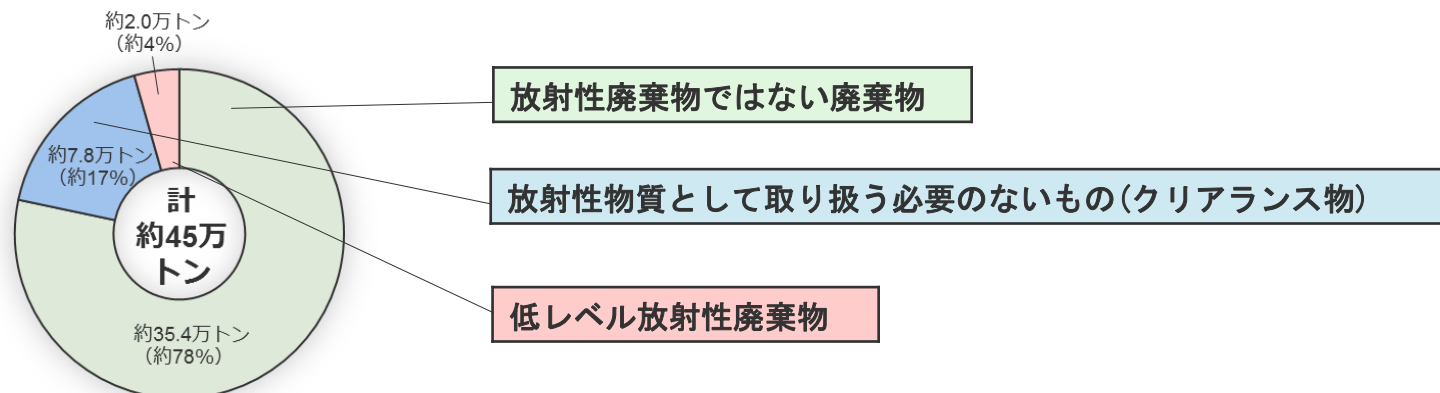 約2.0万トン
（約4%）
放射性廃棄物ではない廃棄物
約7.8万トン
（約17%）
放射性物質として取り扱う必要のないもの(クリアランス物)
計
約45万
トン
低レベル放射性廃棄物
約35.4万トン
（約78%）